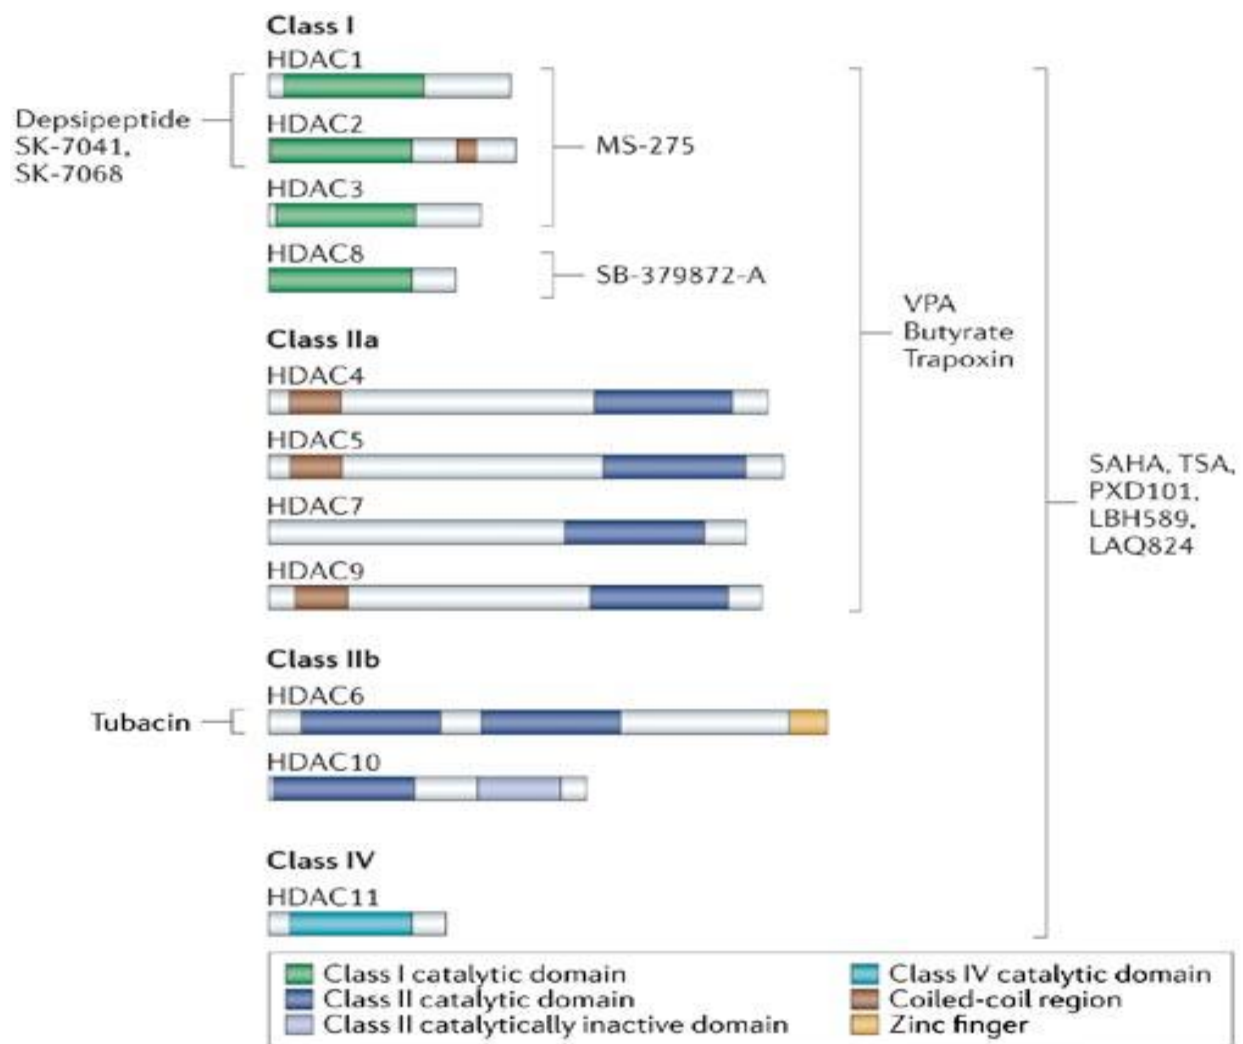 Class I
HDAC1
Depsipeptide
SK-7041,
SK-7068
HDAC2
MS-275
HDAC3
HDAC8
SB-379872-A
VPA
Butyrate
Trapoxin
Class IIa
HDAC4
HDAC5
SAHA, TSA,
PXD101,
LBH589,
LAQ824
HDAC7
HDAC9
Class IIb
HDAC6
Tubacin
HDAC10
Class IV
HDAC11
Class I catalytic domain
Class II catalytic domain
Class II catalytically inactive domain
Class IV catalytic domain
Coiled-coil region
Zinc finger